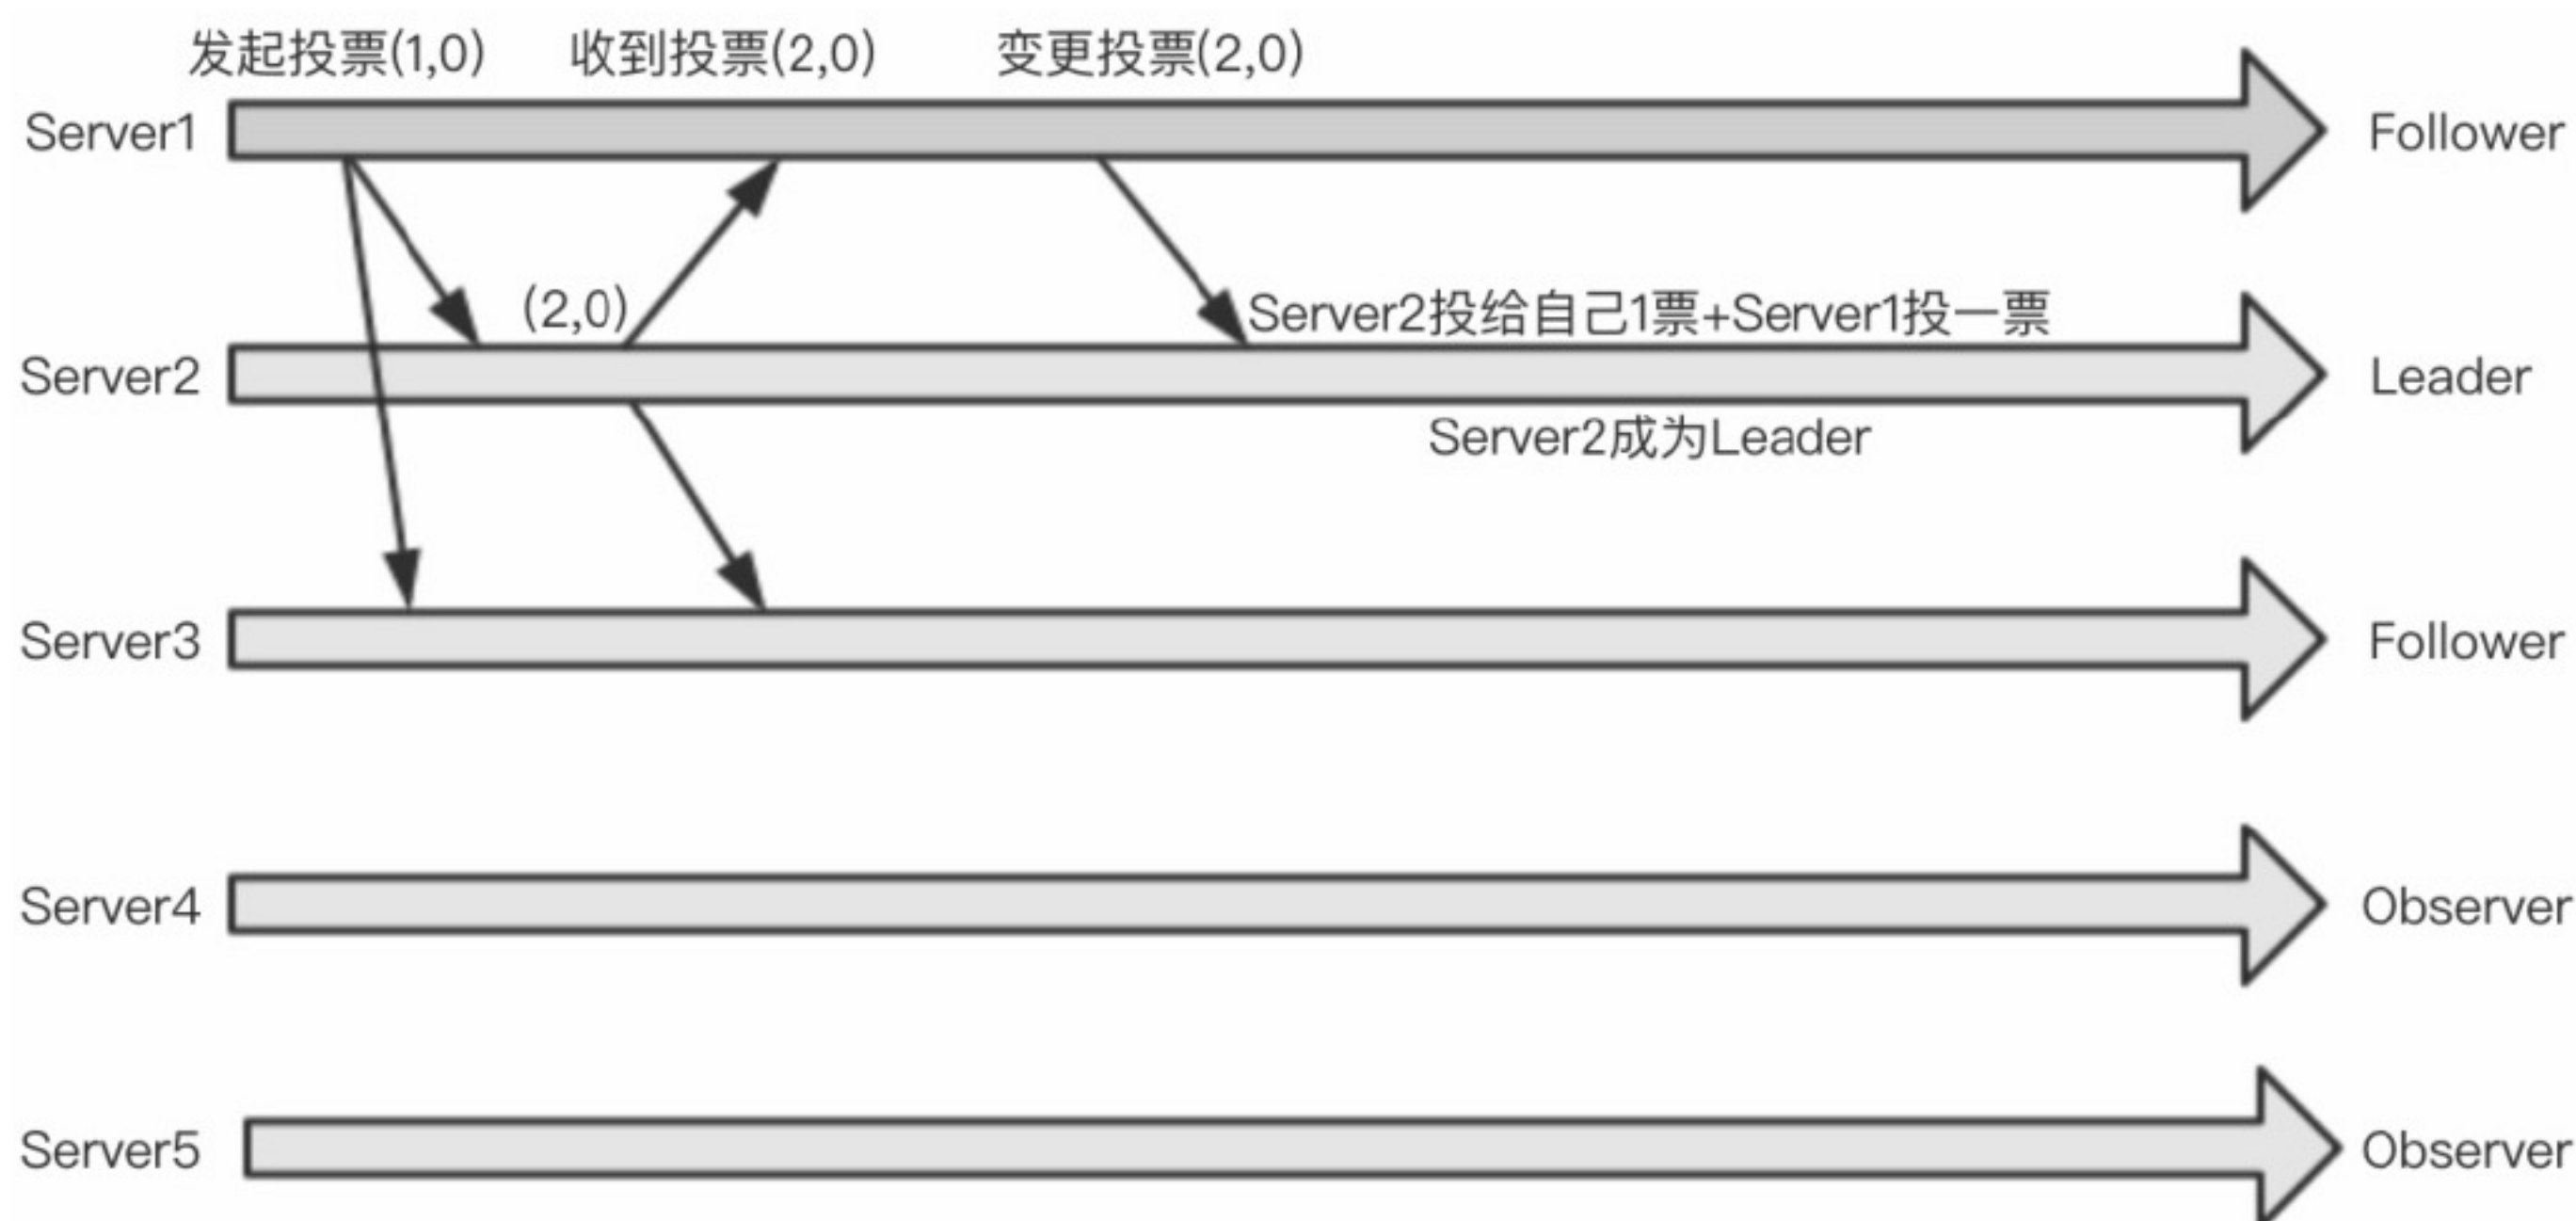 发起投票(1,0) 收到投票(2,0) 变更投票(2,0)
Server1 Follower
(2,0) Server2投给自己1票+Server1投一票
Server2 Leader
Server2成为Leader
Server3 Follower
Server4 Observer
Server5 Observer